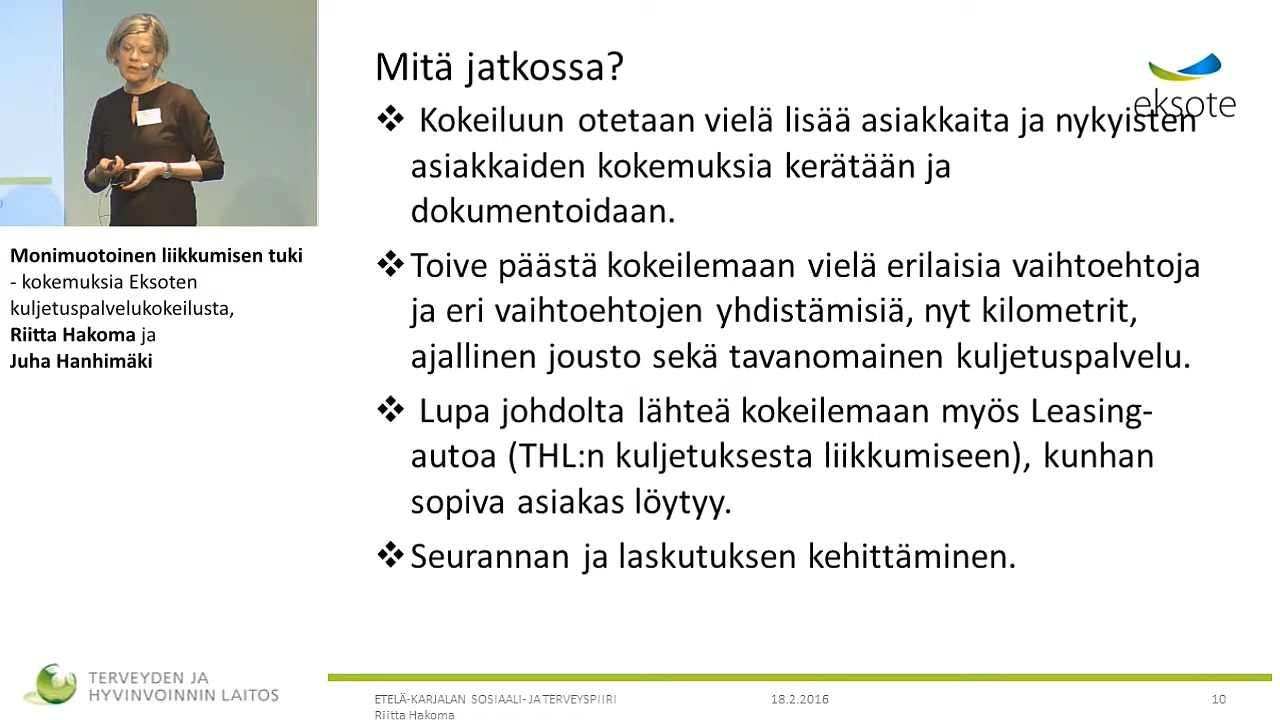 Mitä jatkossa?
eksote
❖ Kokeiluun otetaan vielä lisää asiakkaita ja nykyisten
asiakkaiden kokemuksia kerätään ja
dokumentoidaan.
❖ Toive päästä kokeilemaan vielä erilaisia vaihtoehtoja
ja eri vaihtoehtojen yhdistämisiä, nyt kilometrit,
ajallinen jousto sekä tavanomainen kuljetuspalvelu.
❖ Lupa johdolta lähteä kokeilemaan myös Leasing-
autoa (THL:n kuljetuksesta liikkumiseen), kunhan
sopiva asiakas löytyy.
❖ Seurannan ja laskutuksen kehittäminen.
Monimuotoinen liikkumisen tuki
- kokemuksia Eksoten
kuljetuspalvelukokeilusta,
Riitta Hakoma ja
Juha Hanhimäki
TERVEYDEN JA
HYVINVOINNIN LAITOS
ETELÄ-KARJALAN SOSIAALI- JA TERVEYSPIIRI
Riitta Hakoma
18.2.2016
10